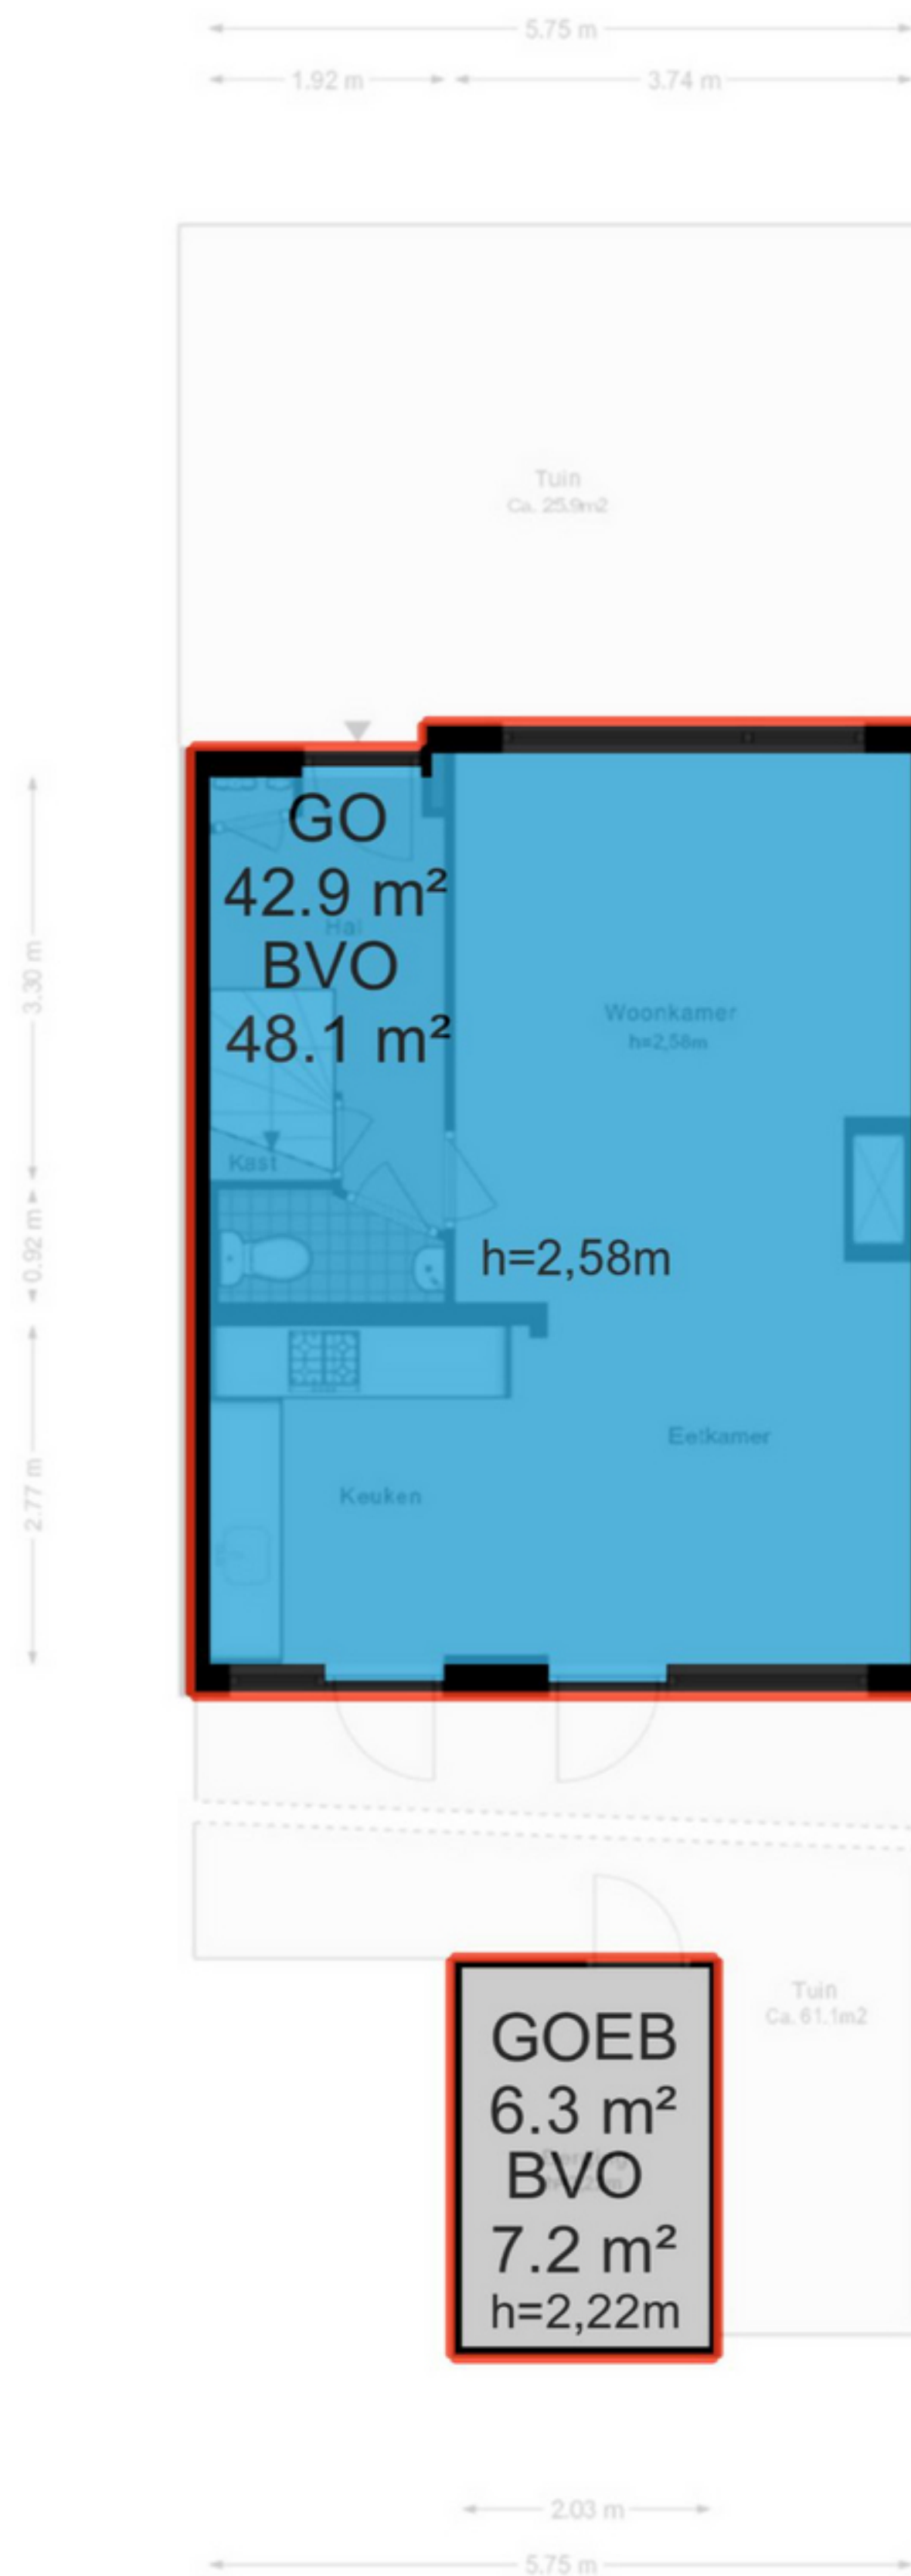 5.75 m
1.92 m
3.74 m
Tuin
Ca. 25.9m2
GO
42.9 m²
Hal
BVO
48.1 m²
3.30 m
Woonkamer
h=2,58m
Kast
0.92 m
h=2,58m
Eetkamer
2.77 m
Keuken
Tuin
Ca. 61.1m2
GOEB
6.3 m²
BVO
7.2 m²
h=2,22m
2.03 m
5.75 m